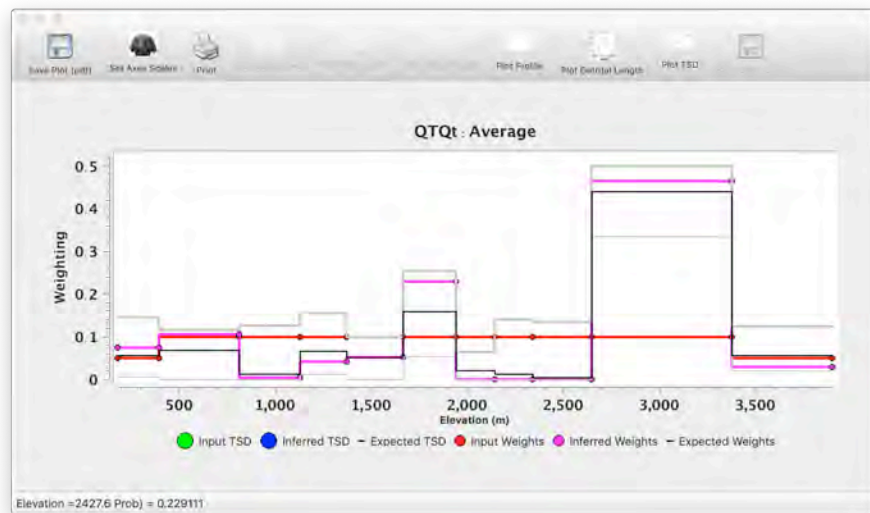 Save Plot (pdf) Set Axes Scales Print Plot Profile Plot Detrital Length Plot TSD
QTQt : Average
0.5
0.4
0.3
0.2
0.1
0
Weighting
500 1,000 1,500 2,000 2,500 3,000 3,500
Elevation (m)
Input TSD Inferred TSD – Expected TSD Input Weights Inferred Weights – Expected Weights
Elevation =2427.6 Prob) = 0.229111